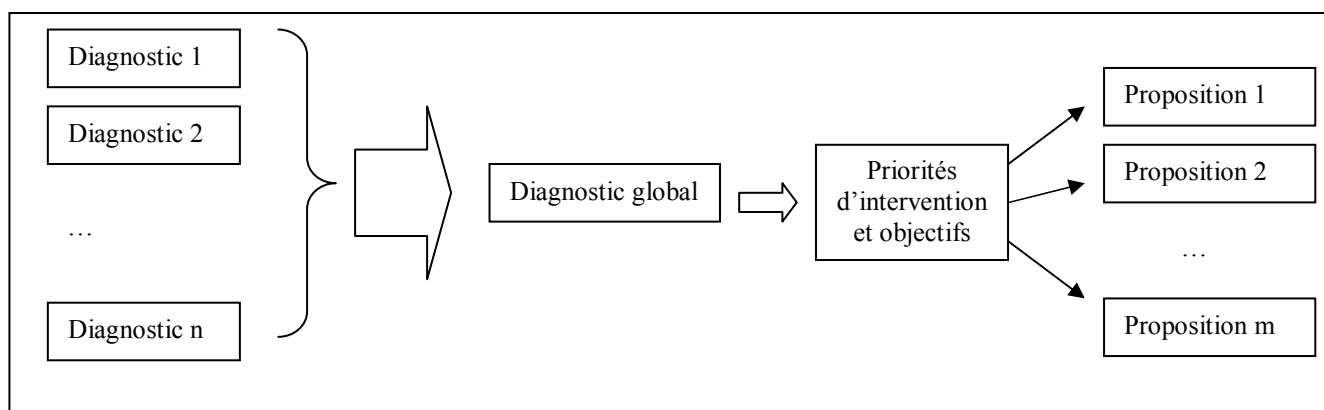 Diagnostic 1
Diagnostic 2
…
Diagnostic n
Diagnostic global
Priorités
d’intervention
et objectifs
Proposition 1
Proposition 2
…
Proposition m